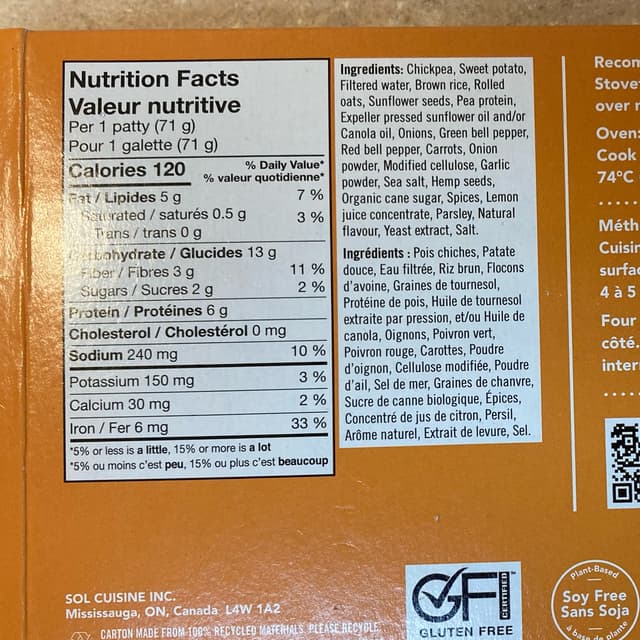 Nutrition Facts
Valeur nutritive
Per 1 patty (71 g)
Pour 1 galette (71 g)
Calories 120
% Daily Value*
% valeur quotidienne*
Fat / Lipides 5 g 7 %
Saturated / saturés 0.5 g 3 %
Trans / trans 0 g
Carbohydrate / Glucides 13 g
Fiber / Fibres 3 g 11 %
Sugars / Sucres 2 g 2 %
Protein / Protéines 6 g
Cholesterol / Cholestérol 0 mg
Sodium 240 mg 10 %
Potassium 150 mg 3 %
Calcium 30 mg 2 %
Iron / Fer 6 mg 33 %
*5% or less is a little, 15% or more is a lot
*5% ou moins c'est peu, 15% ou plus c'est beaucoup
Ingredients: Chickpea, Sweet potato,
Filtered water, Brown rice, Rolled
oats, Sunflower seeds, Pea protein,
Expeller pressed sunflower oil and/or
Canola oil, Onions, Green bell pepper,
Red bell pepper, Carrots, Onion
powder, Modified cellulose, Garlic
powder, Sea salt, Hemp seeds,
Organic cane sugar, Spices, Lemon
juice concentrate, Parsley, Natural
flavour, Yeast extract, Salt.
Ingrédients : Pois chiches, Patate
douce, Eau filtrée, Riz brun, Flocons
d'avoine, Graines de tournesol,
Protéine de pois, Huile de tournesol
extraite par pression, et/ou Huile de
canola, Oignons, Poivron vert,
Poivron rouge, Carottes, Poudre
d'oignon, Cellulose modifiée, Poudre
d'ail, Sel de mer, Graines de chanvre,
Sucre de canne biologique, Épices,
Concentré de jus de citron, Persil,
Arôme naturel, Extrait de levure, Sel.
Recom
Stove
over
Oven:
Cook
74°C
Méth
Cuisin
surfac
4 à 5
Four
côté.
inter
SOL CUISINE INC.
Mississauga, ON, Canada L4W 1A2
CARTON MADE FROM 100% RECYCLED MATERIALS. PLEASE RECYCLE.
GF
CERTIFIED
GLUTEN FREE
Plant-Based
Soy Free
Sans Soja
à base de plante